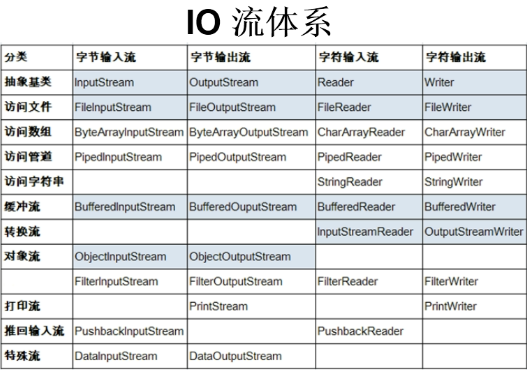 IO 流体系
分类 字节输入流 字节输出流 字符输入流 字符输出流
抽象基类 InputStream OutputStream Reader Writer
访问文件 FileInputStream FileOutputStream FileReader FileWriter
访问数组 ByteArrayInputStream ByteArrayOutputStream CharArrayReader CharArrayWriter
访问管道 PipedInputStream PipedOutputStream PipedReader PipedWriter
访问字符串 StringReader StringWriter
缓冲流 BufferedInputStream BufferedOuputStream BufferedReader BufferedWriter
转换流 InputStreamReader OutputStreamWriter
对象流 ObjectInputStream ObjectOutputStream
FilterInputStream FilterOutputStream FilterReader FilterWriter
打印流 PrintStream PrintWriter
推回输入流 PushbackInputStream PushbackReader
特殊流 DataInputStream DataOutputStream